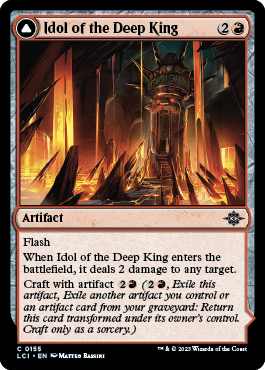 Idol of the Deep King 2
Artifact
Flash
When Idol of the Deep King enters the
battlefield, it deals 2 damage to any target.
Craft with artifact 2 (2, Exile this
artifact, Exile another artifact you control or
an artifact card from your graveyard: Return
this card transformed under its owner's control.
Craft only as a sorcery.)
C 0155
LCI • EN Matteo Bassini
™ & © 2023 Wizards of the Coast